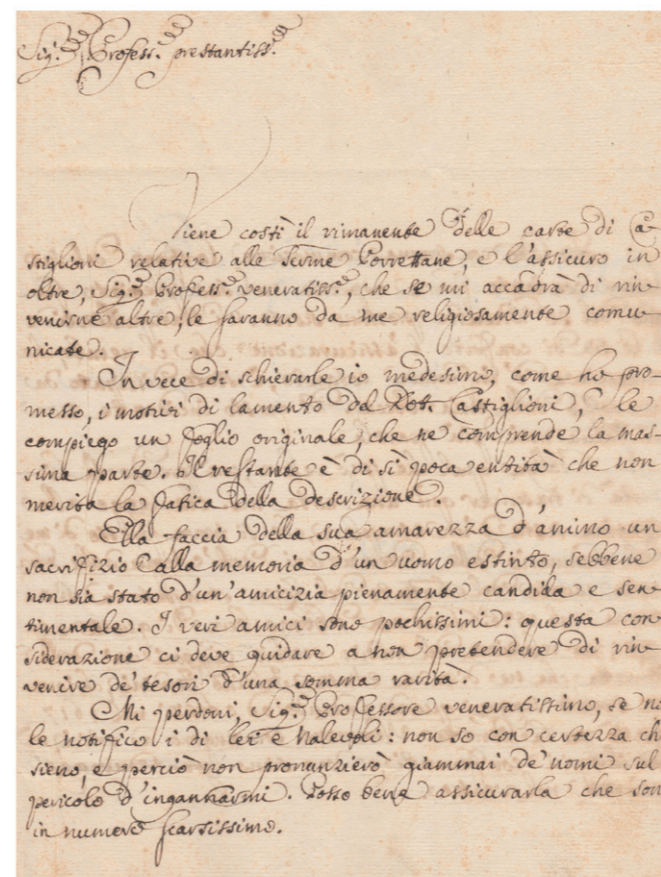 Sig.r Profess.e prestantiss.e
Viene costì il rimanente delle carte di Ca-
stiglioni relative alle Terme Porrettane, e l'assicuro in
oltre, Sig.r Profess.e veneratiss.e, che se mi accadrà di rin-
venirne altre, le saranno da me religiosamente comu-
nicate.
In vece di schierarle io medesimo, come ho pro-
messo, i motivi di lamento del Dot. Castiglioni, le
compiego un foglio originale, che ne comprende la mas-
sima parte. Il restante è di sì poca entità che non
merita la fatica della descrizione.
Ella faccia della sua amarezza d'animo un
sacrifizio alla memoria d'un uomo estinto, sebbene
non sia stato d'un'amicizia pienamente candida e sen-
timentale. I veri amici sono pochissimi: questa con
siderazione ci deve guidare a non pretendere di rin-
venire de' tesori d'una somma rarità.
Mi perdoni, Sig.r Professore veneratissimo, se no
le notifico i di lei Malevoli: non so con certezza ch
sieno, e perciò non pronunzierò giammai de' nomi sul
pericolo d'ingannarmi. Posso bene assicurarla che son
in numero scarsissimo.